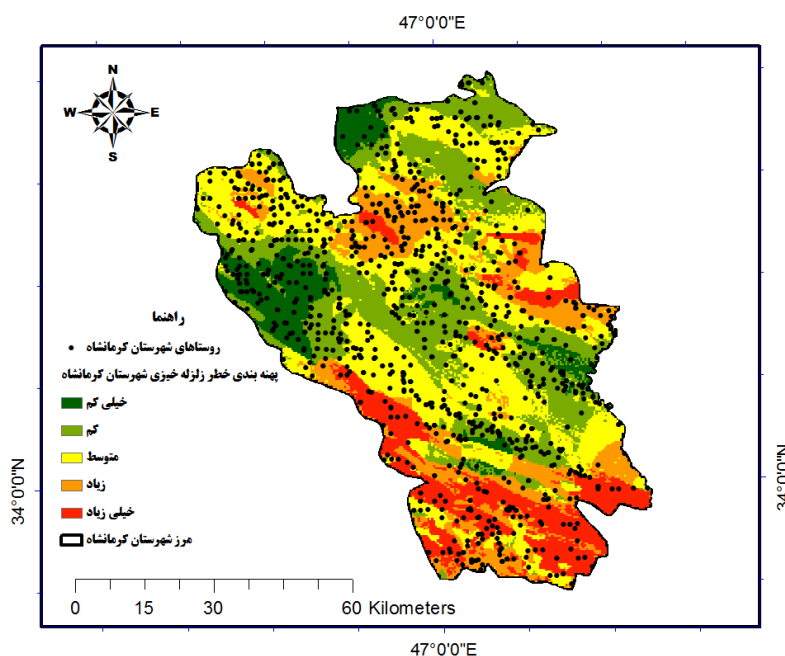 47°0'0"E
N
W E
S
راهنما
روستاهای شهرستان کرمانشاه
پهنه بندی خطر زلزله خیزی شهرستان کرمانشاه
خیلی کم
کم
متوسط
زیاد
خیلی زیاد
مرز شهرستان کرمانشاه
34°0'0"N
34°0'0"N
0 15 30 60 Kilometers
47°0'0"E